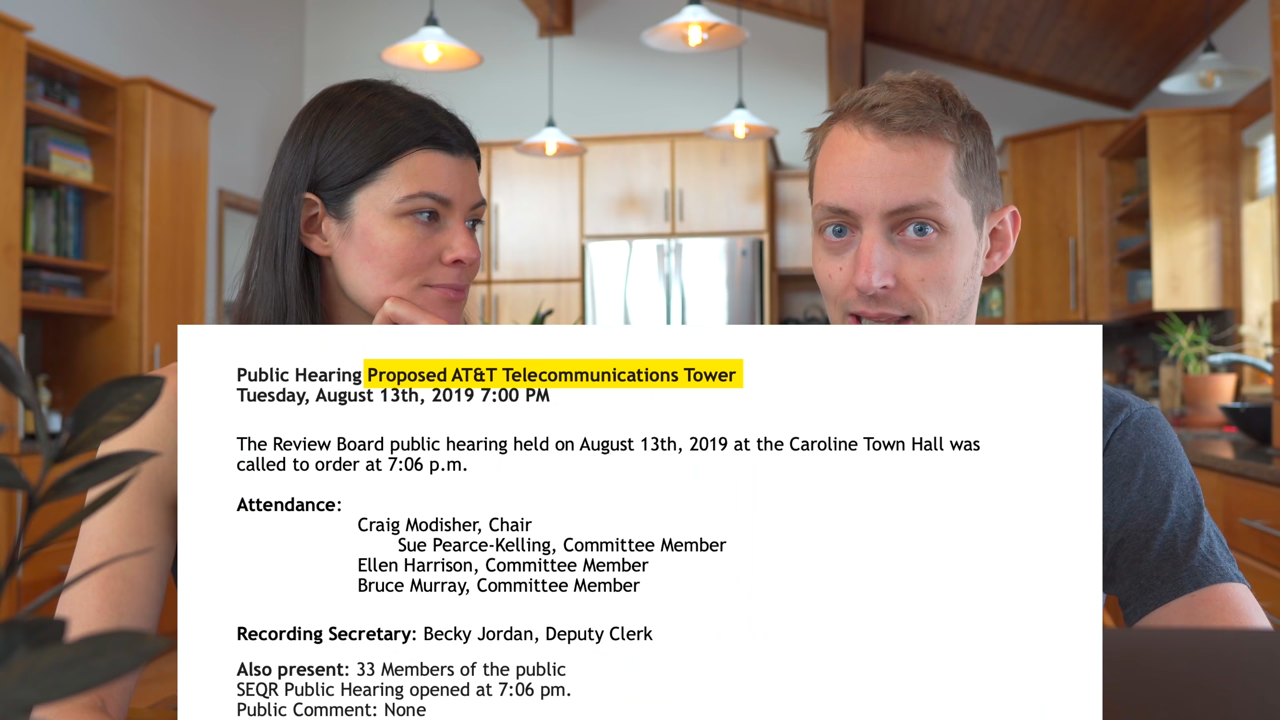 Public Hearing Proposed AT&T Telecommunications Tower
Tuesday, August 13th, 2019 7:00 PM
The Review Board public hearing held on August 13th, 2019 at the Caroline Town Hall was
called to order at 7:06 p.m.
Attendance:
Craig Modisher, Chair
Sue Pearce-Kelling, Committee Member
Ellen Harrison, Committee Member
Bruce Murray, Committee Member
Recording Secretary: Becky Jordan, Deputy Clerk
Also present: 33 Members of the public
SEQR Public Hearing opened at 7:06 pm.
Public Comment: None